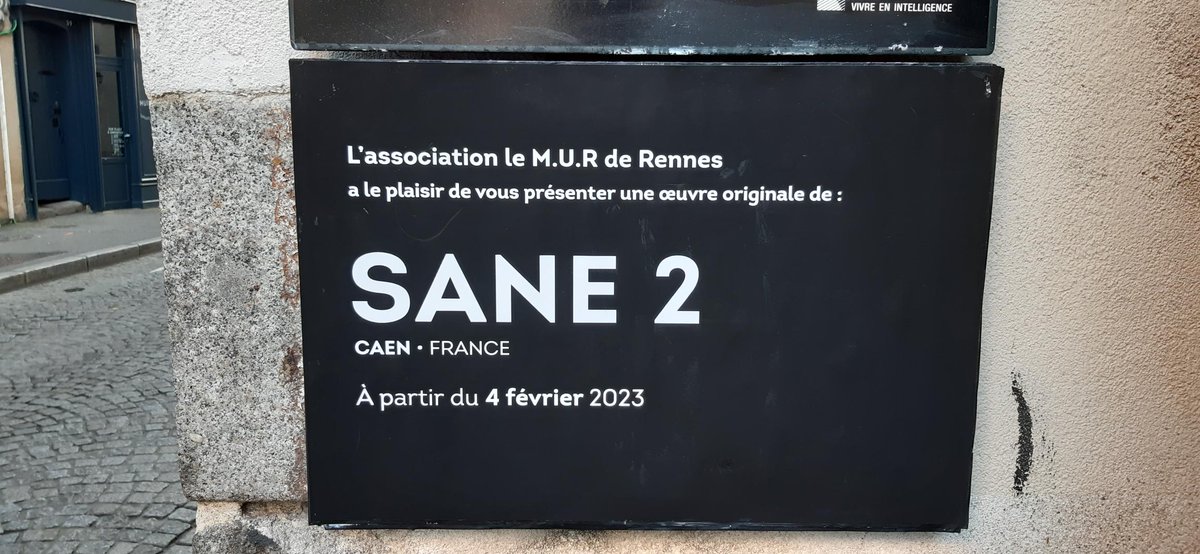 VIVRE EN INTELLIGENCE
L'association le M.U.R de Rennes
a le plaisir de vous présenter une œuvre originale de :
SANE 2
CAEN • FRANCE
À partir du 4 février 2023